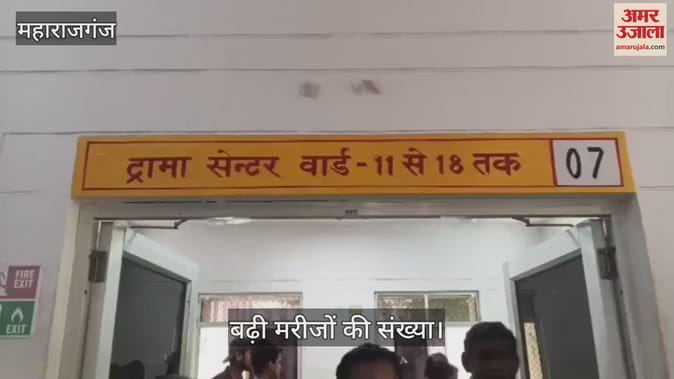 महाराजगंज
अमर
उजाला
amarujala.com
ट्रामा सेन्टर वार्ड - 11 से 18 तक 07
FIRE
EXIT
EXIT
बढ़ी मरीजों की संख्या।